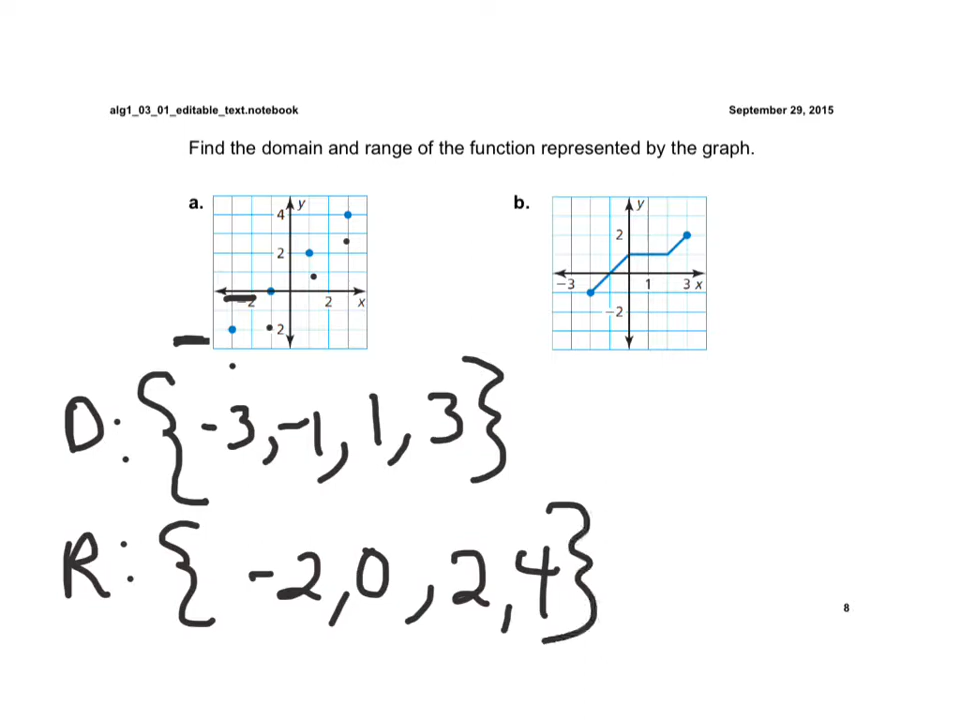 alg1_03_01_editable_text.notebook
September 29, 2015
Find the domain and range of the function represented by the graph.
a.
4
y
2
-2
2
x
2
b.
y
2
-3
1
3 x
-2
D: {-3, -1, 1, 3}
R: { -2, 0, 2, 4}
8